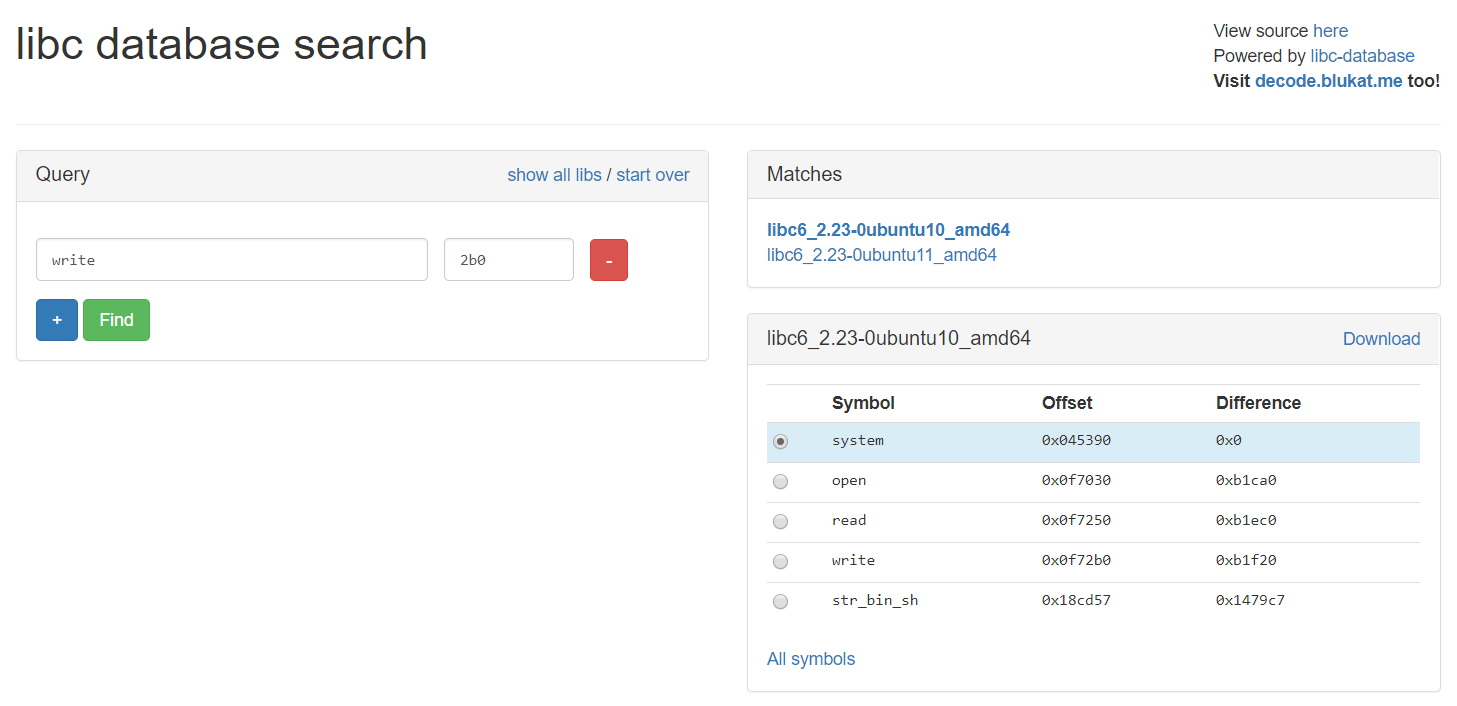 libc database search
View source here
Powered by libc-database
Visit decode.blukat.me too!
Query
show all libs / start over
write
2b0
-
+
Find
Matches
libc6_2.23-0ubuntu10_amd64
libc6_2.23-0ubuntu11_amd64
libc6_2.23-0ubuntu10_amd64
Download
Symbol Offset Difference
system 0x045390 0x0
open 0x0f7030 0xb1ca0
read 0x0f7250 0xb1ec0
write 0x0f72b0 0xb1f20
str_bin_sh 0x18cd57 0x1479c7
All symbols